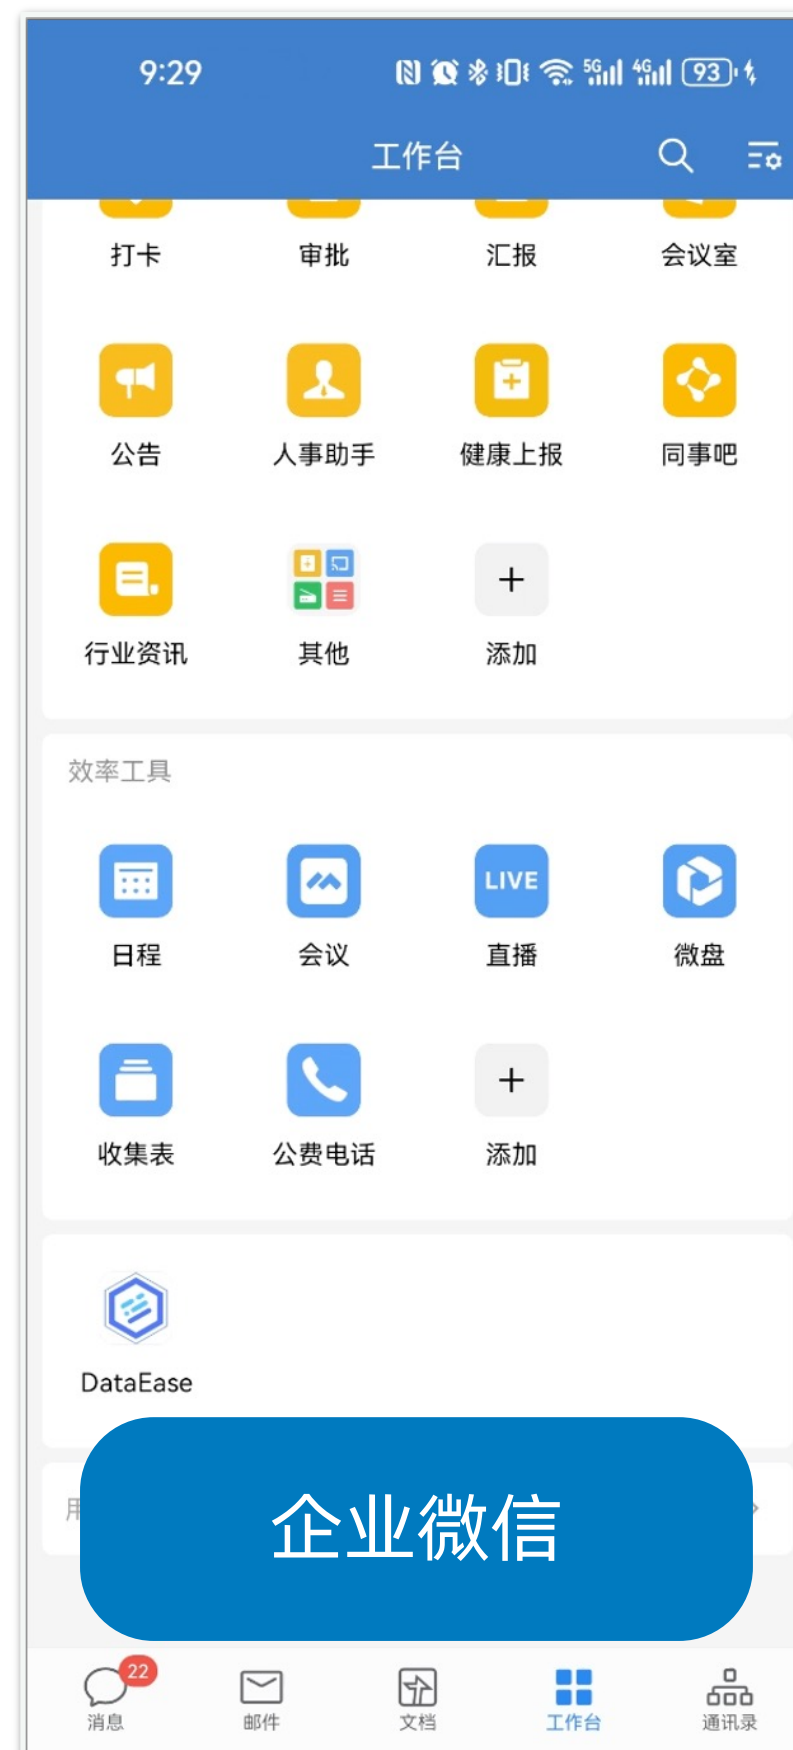 9:29
5G 4G 93
工作台
打卡 审批 汇报 会议室
公告 人事助手 健康上报 同事吧
行业资讯 其他 添加
效率工具
LIVE
日程 会议 直播 微盘
收集表 公费电话 添加
DataEase
企业微信
22
消息 邮件 文档 工作台 通讯录